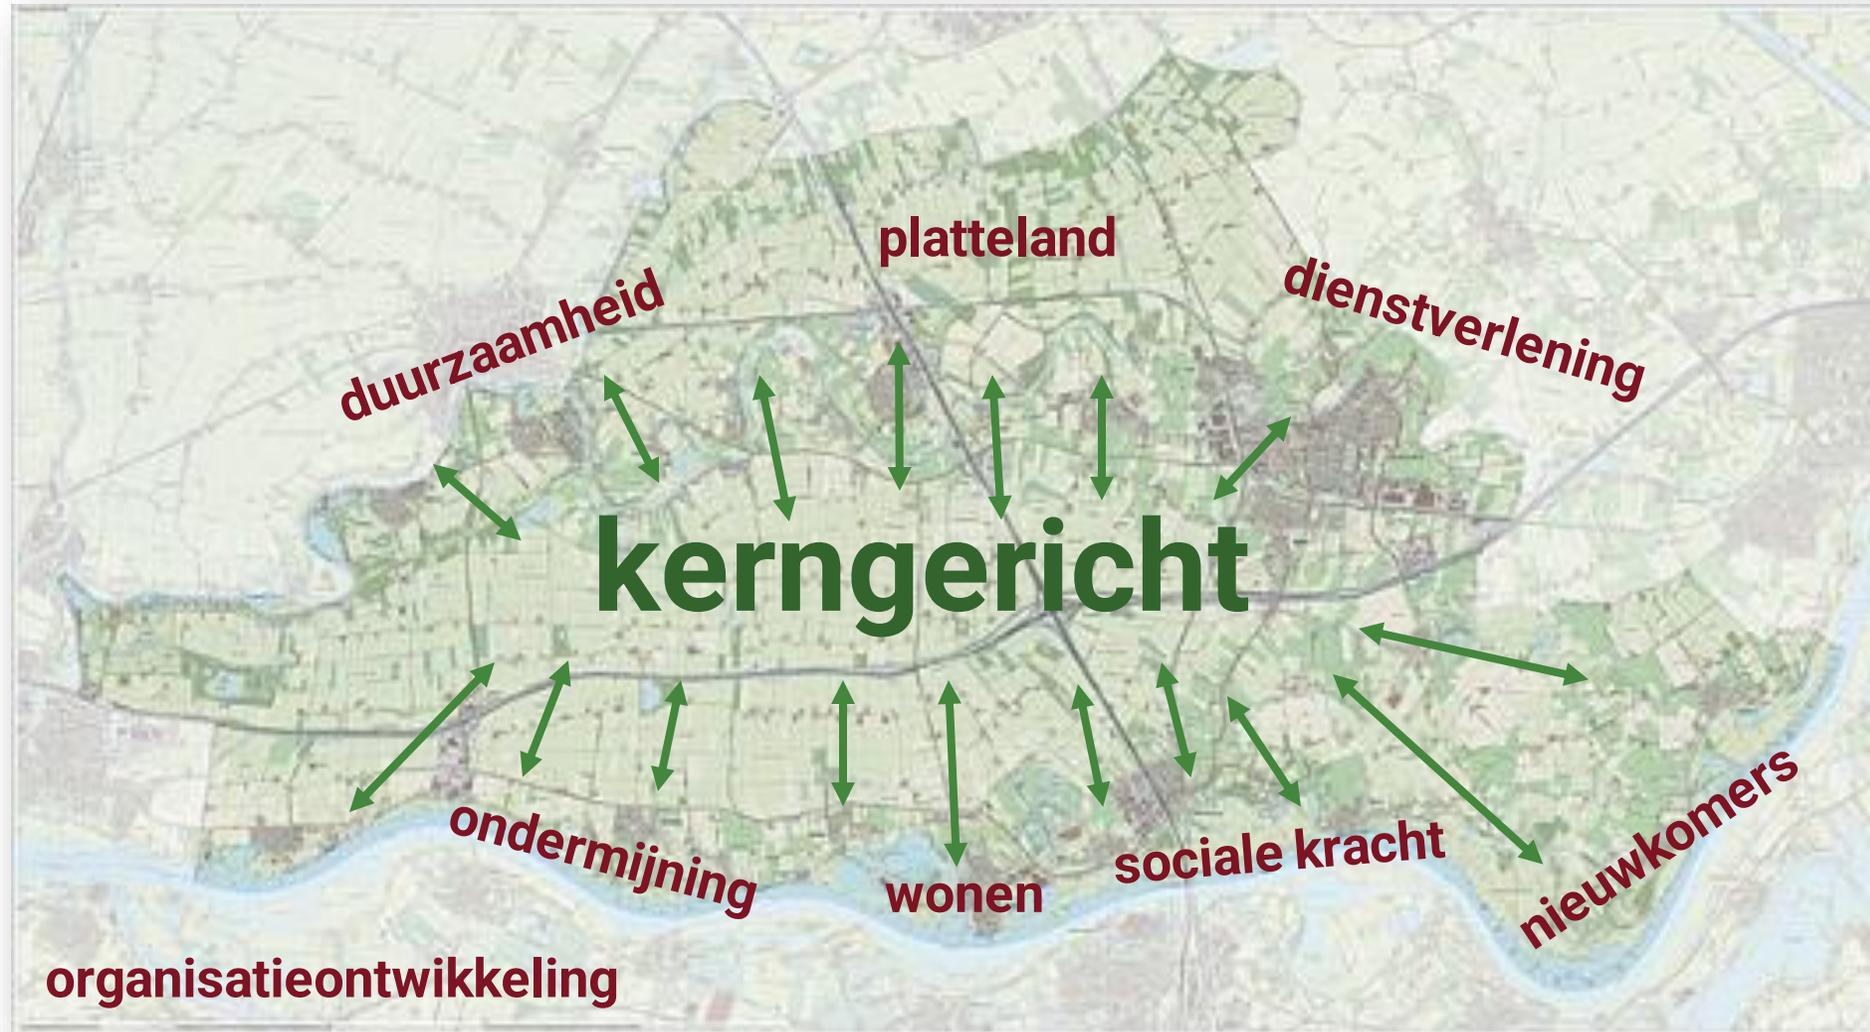 platteland
duurzaamheid
dienstverlening
kerngericht
ondermijning
wonen
sociale kracht
nieuwkomers
organisatieontwikkeling